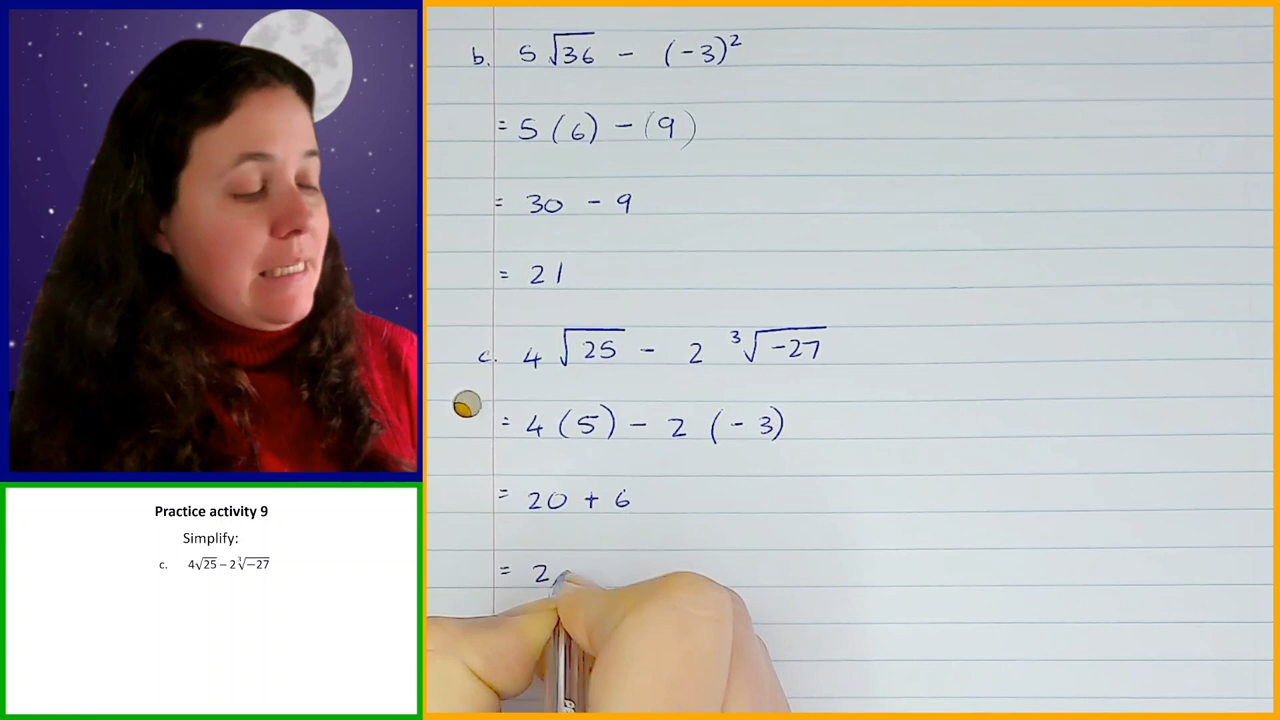 Practice activity 9
Simplify:
c. 4√25 – 2∛−27
b. 5 √36 - (-3)²
= 5 (6) - (9)
= 30 - 9
= 21
c. 4 √25 - 2 ³√-27
= 4 (5) - 2 (-3)
= 20 + 6
= 2